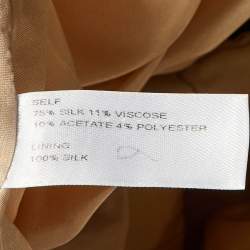 SELF
75% SILK 11% VISCOSE
10% ACETATE 4% POLYESTER
LINING
100% SILK